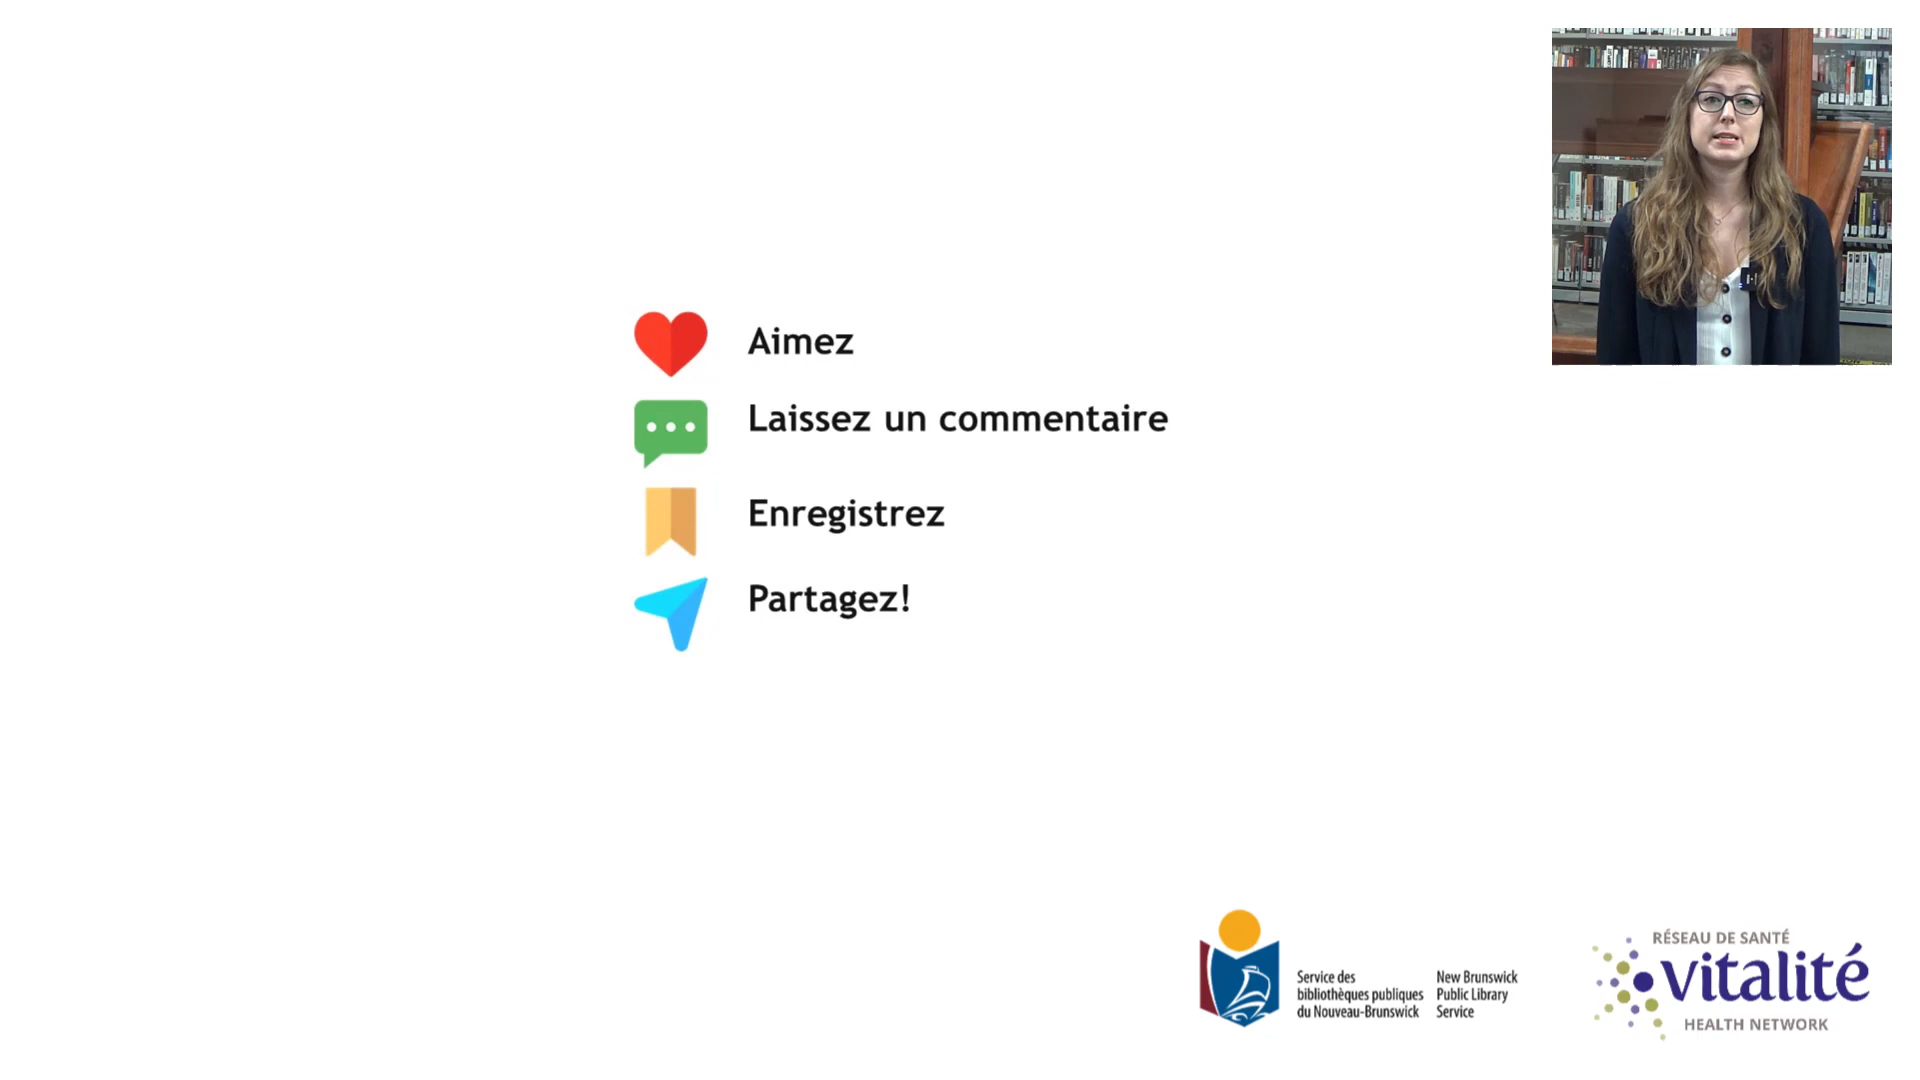 Aimez
Laissez un commentaire
Enregistrez
Partagez!
Service des
bibliothèques publiques
du Nouveau-Brunswick
New Brunswick
Public Library
Service
RÉSEAU DE SANTÉ
vitalité
HEALTH NETWORK